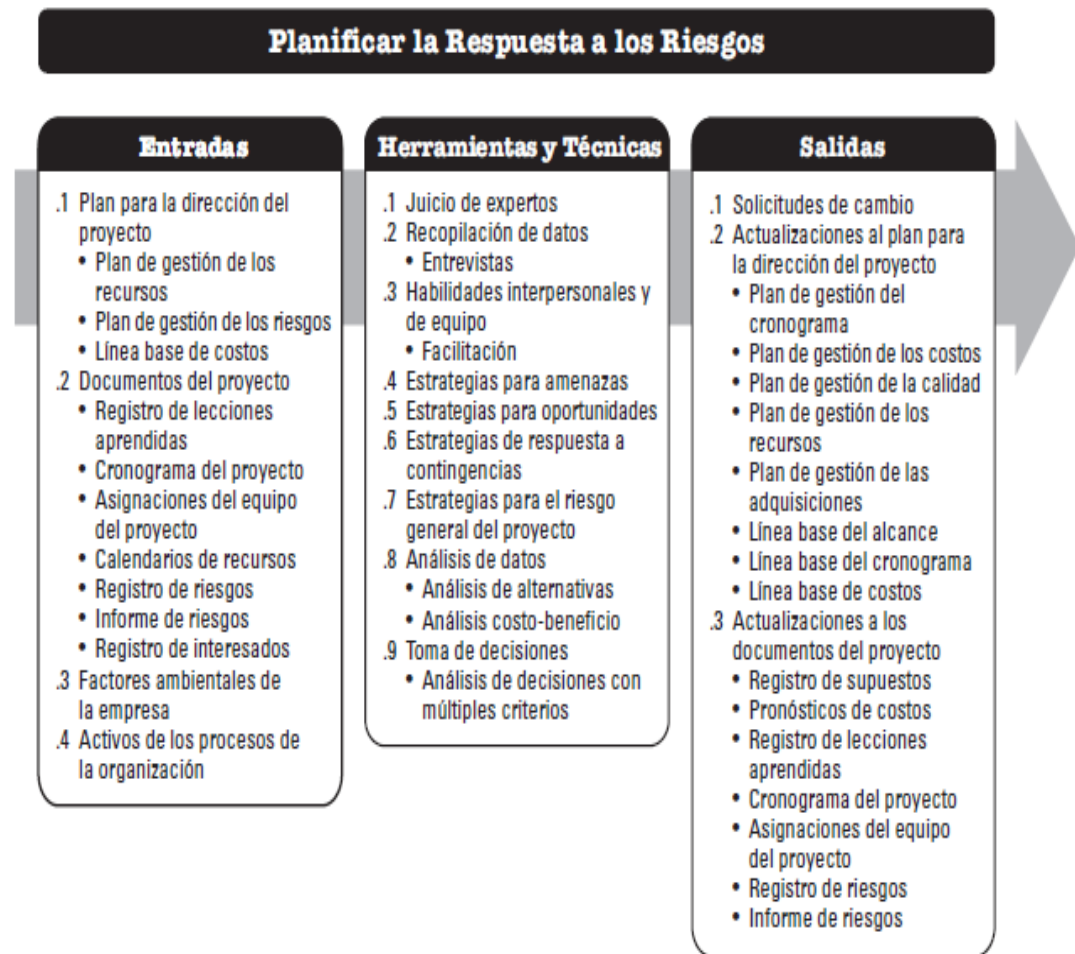 Planificar la Respuesta a los Riesgos
Entradas
.1 Plan para la dirección del
proyecto
• Plan de gestión de los
recursos
• Plan de gestión de los riesgos
• Línea base de costos
.2 Documentos del proyecto
• Registro de lecciones
aprendidas
• Cronograma del proyecto
• Asignaciones del equipo
del proyecto
• Calendarios de recursos
• Registro de riesgos
• Informe de riesgos
• Registro de interesados
.3 Factores ambientales de
la empresa
.4 Activos de los procesos de
la organización
Herramientas y Técnicas
.1 Juicio de expertos
.2 Recopilación de datos
• Entrevistas
.3 Habilidades interpersonales y
de equipo
• Facilitación
.4 Estrategias para amenazas
.5 Estrategias para oportunidades
.6 Estrategias de respuesta a
contingencias
.7 Estrategias para el riesgo
general del proyecto
.8 Análisis de datos
• Análisis de alternativas
• Análisis costo-beneficio
.9 Toma de decisiones
• Análisis de decisiones con
múltiples criterios
Salidas
.1 Solicitudes de cambio
.2 Actualizaciones al plan para
la dirección del proyecto
• Plan de gestión del
cronograma
• Plan de gestión de los costos
• Plan de gestión de la calidad
• Plan de gestión de los
recursos
• Plan de gestión de las
adquisiciones
• Línea base del alcance
• Línea base del cronograma
• Línea base de costos
.3 Actualizaciones a los
documentos del proyecto
• Registro de supuestos
• Pronósticos de costos
• Registro de lecciones
aprendidas
• Cronograma del proyecto
• Asignaciones del equipo
del proyecto
• Registro de riesgos
• Informe de riesgos